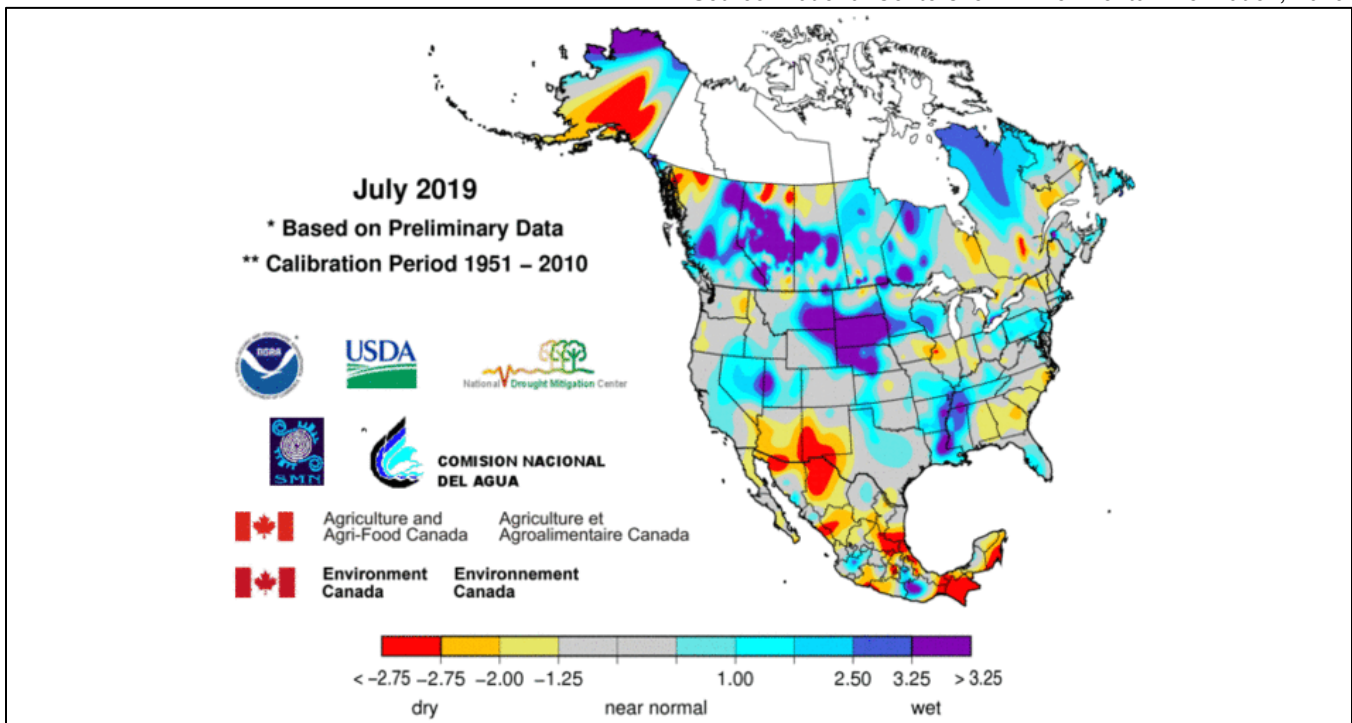 July 2019
* Based on Preliminary Data
** Calibration Period 1951 – 2010
NOAA
USDA
National Drought Mitigation Center
SMN
COMISION NACIONAL
DEL AGUA
Agriculture and Agriculture et
Agri-Food Canada Agroalimentaire Canada
Environment Environnement
Canada Canada
< −2.75 −2.75 −2.00 −1.25 1.00 2.50 3.25 > 3.25
dry near normal wet